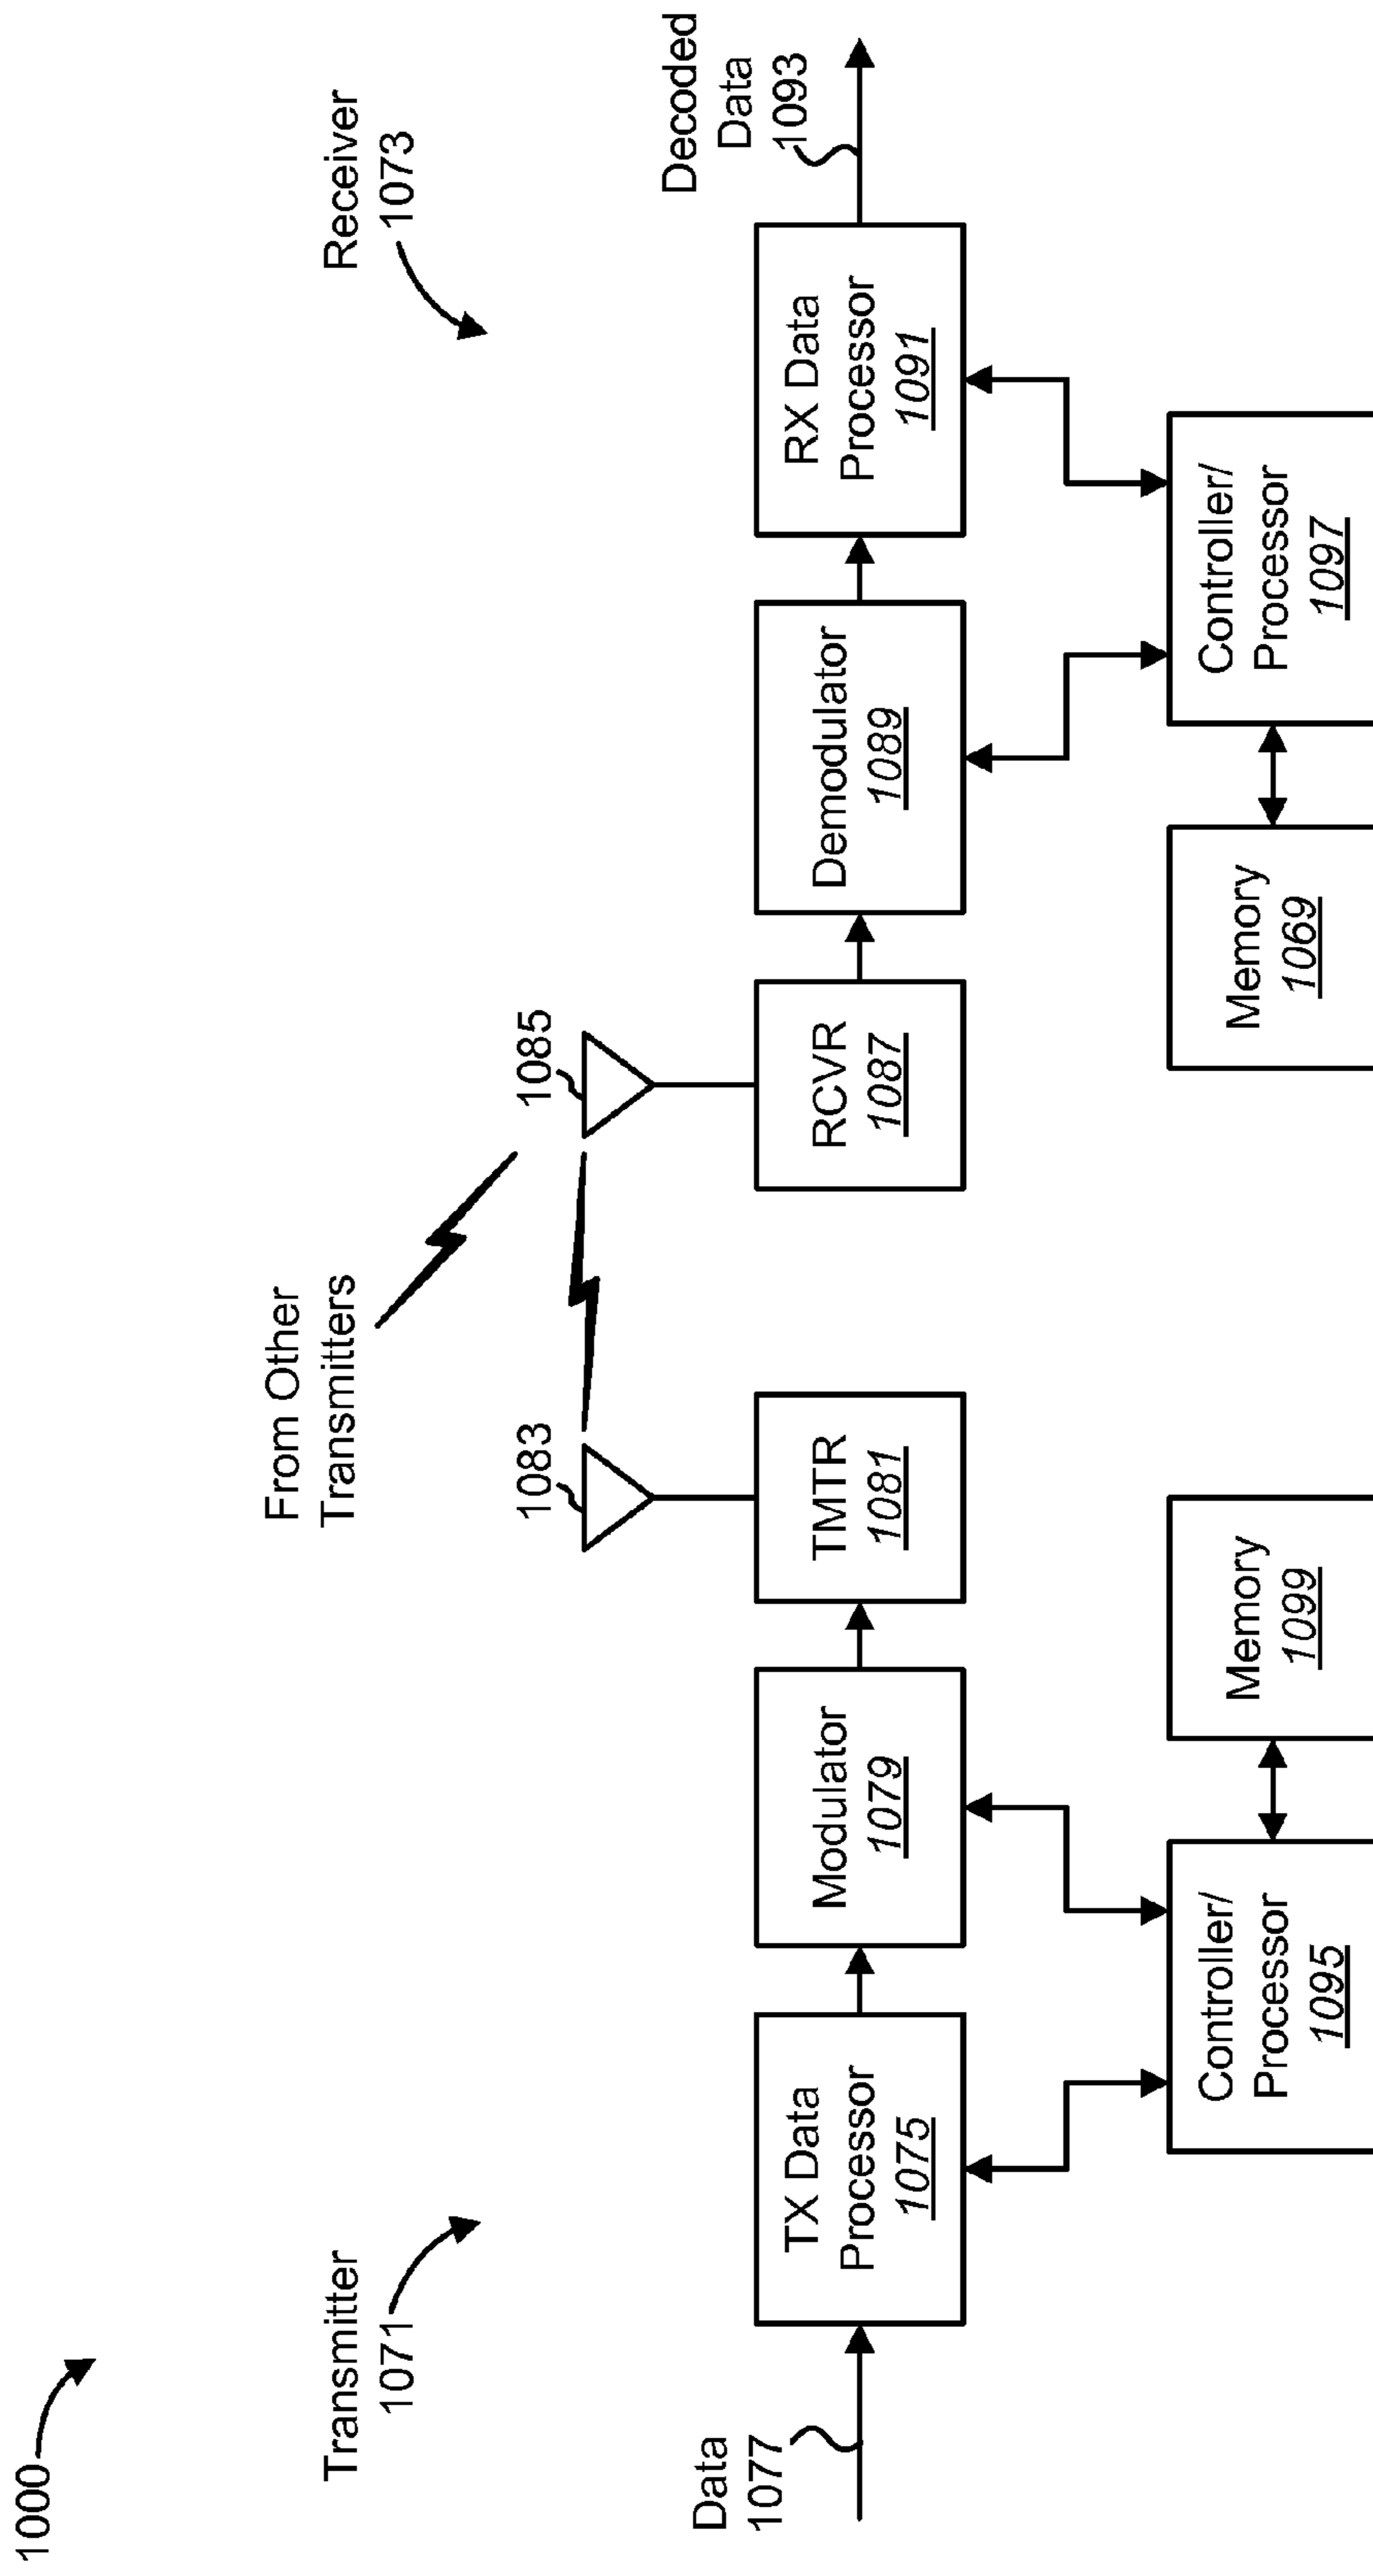 1000
Transmitter
1071
From Other
Transmitters
Receiver
1073
Data
1077
TX Data
Processor
1075
Modulator
1079
TMTR
1081
1083
1085
RCVR
1087
Demodulator
1089
RX Data
Processor
1091
Decoded
Data
1093
Controller/
Processor
1095
Memory
1099
Memory
1069
Controller/
Processor
1097